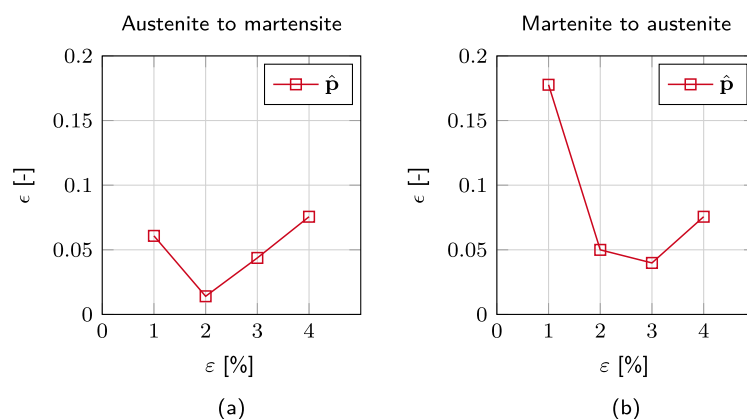 Austenite to martensite
0.2
0.15
0.1
0.05
0
ϵ [-]
p̂
0 1 2 3 4
ε [%]
(a)
Martenite to austenite
0.2
0.15
0.1
0.05
0
ϵ [-]
p̂
0 1 2 3 4
ε [%]
(b)